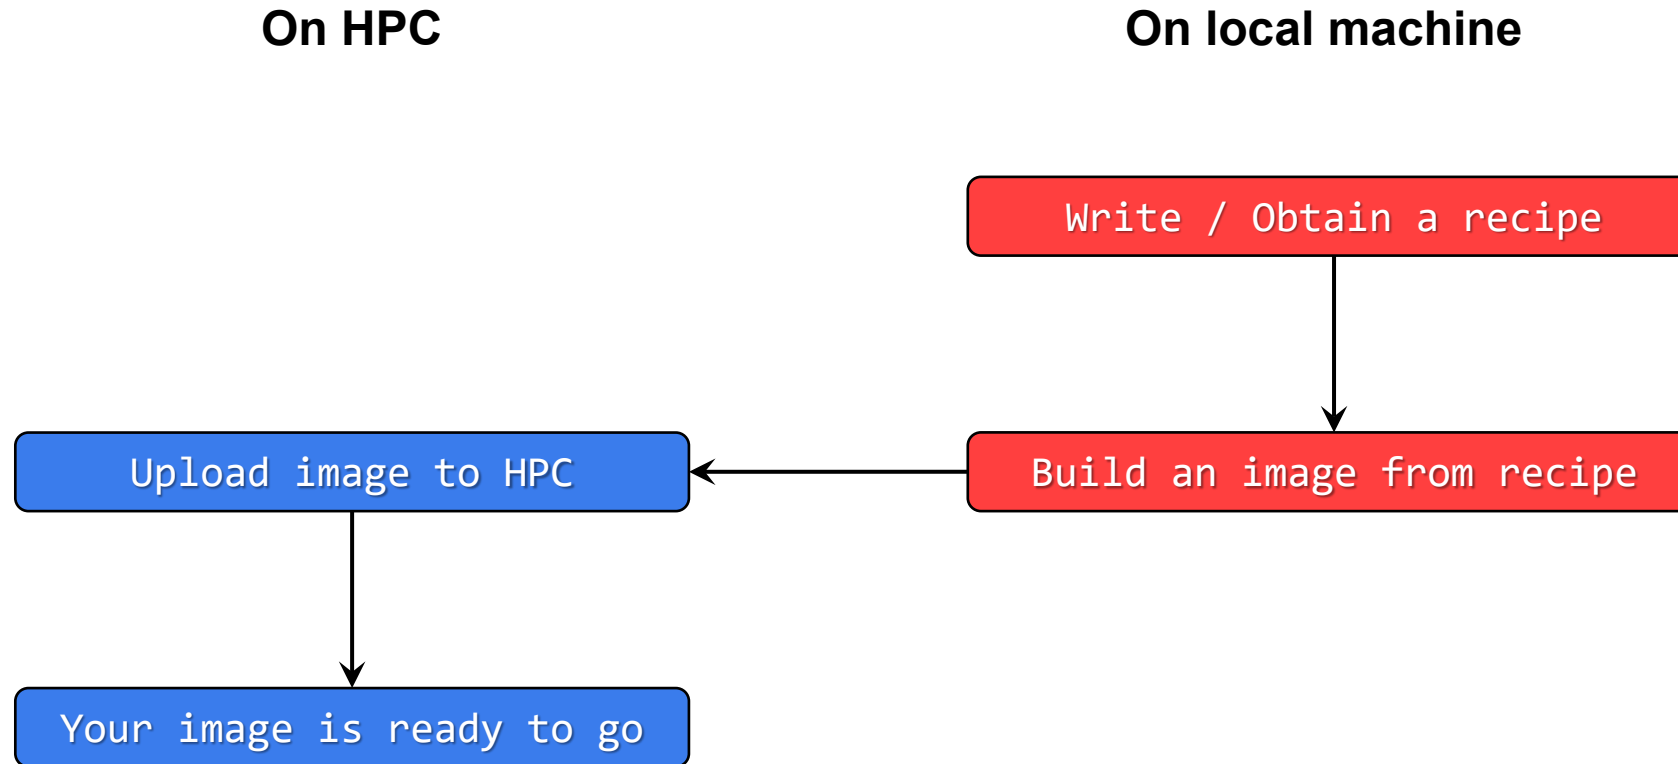 On HPC
On local machine
Write / Obtain a recipe
Upload image to HPC
Build an image from recipe
Your image is ready to go